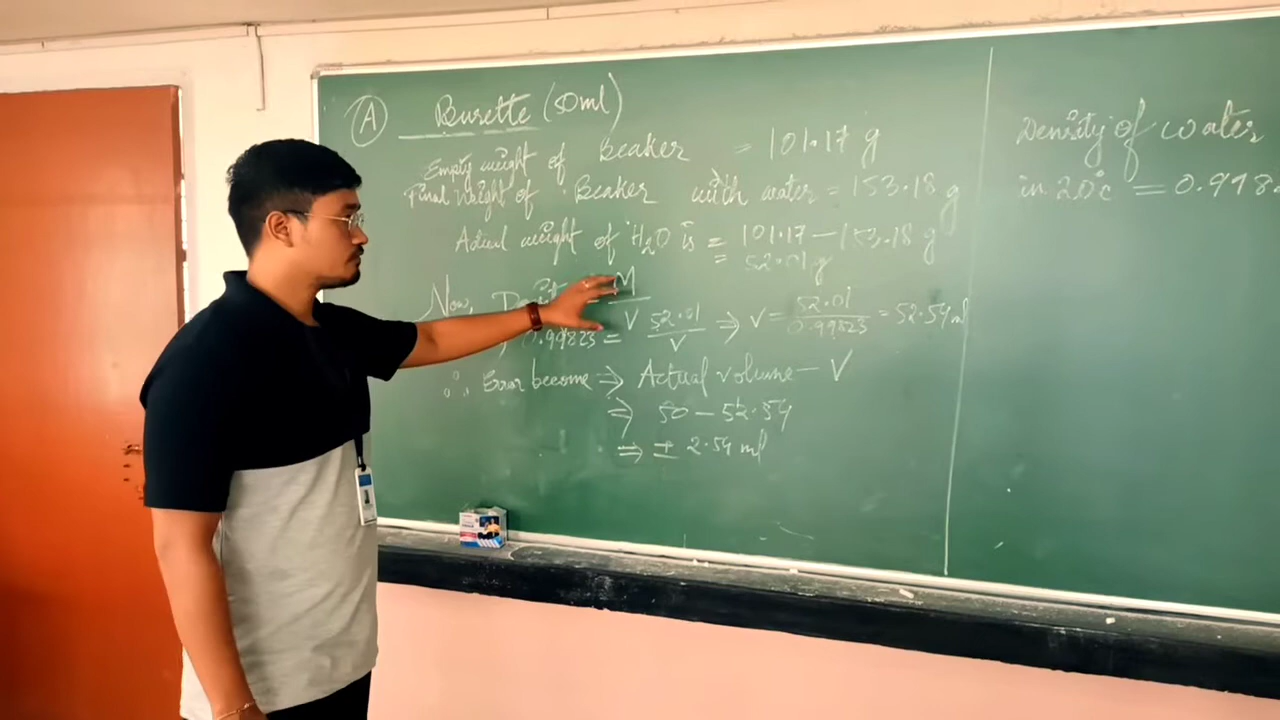 A Burette (50ml)
Empty weight of Beaker = 101.17 g
Final Weight of Beaker with water = 153.18 g
Actual weight of H₂O is = 101.17 - 153.18 g
= 52.01 g
Now, M
V
0.99823 = 52.01 / V ⇒ V = 52.01 / 0.99823 = 52.54 ml
∴ Error become ⇒ Actual volume - V
⇒ 50 - 52.54
⇒ ± 2.54 ml
Density of water
in 20°c = 0.998